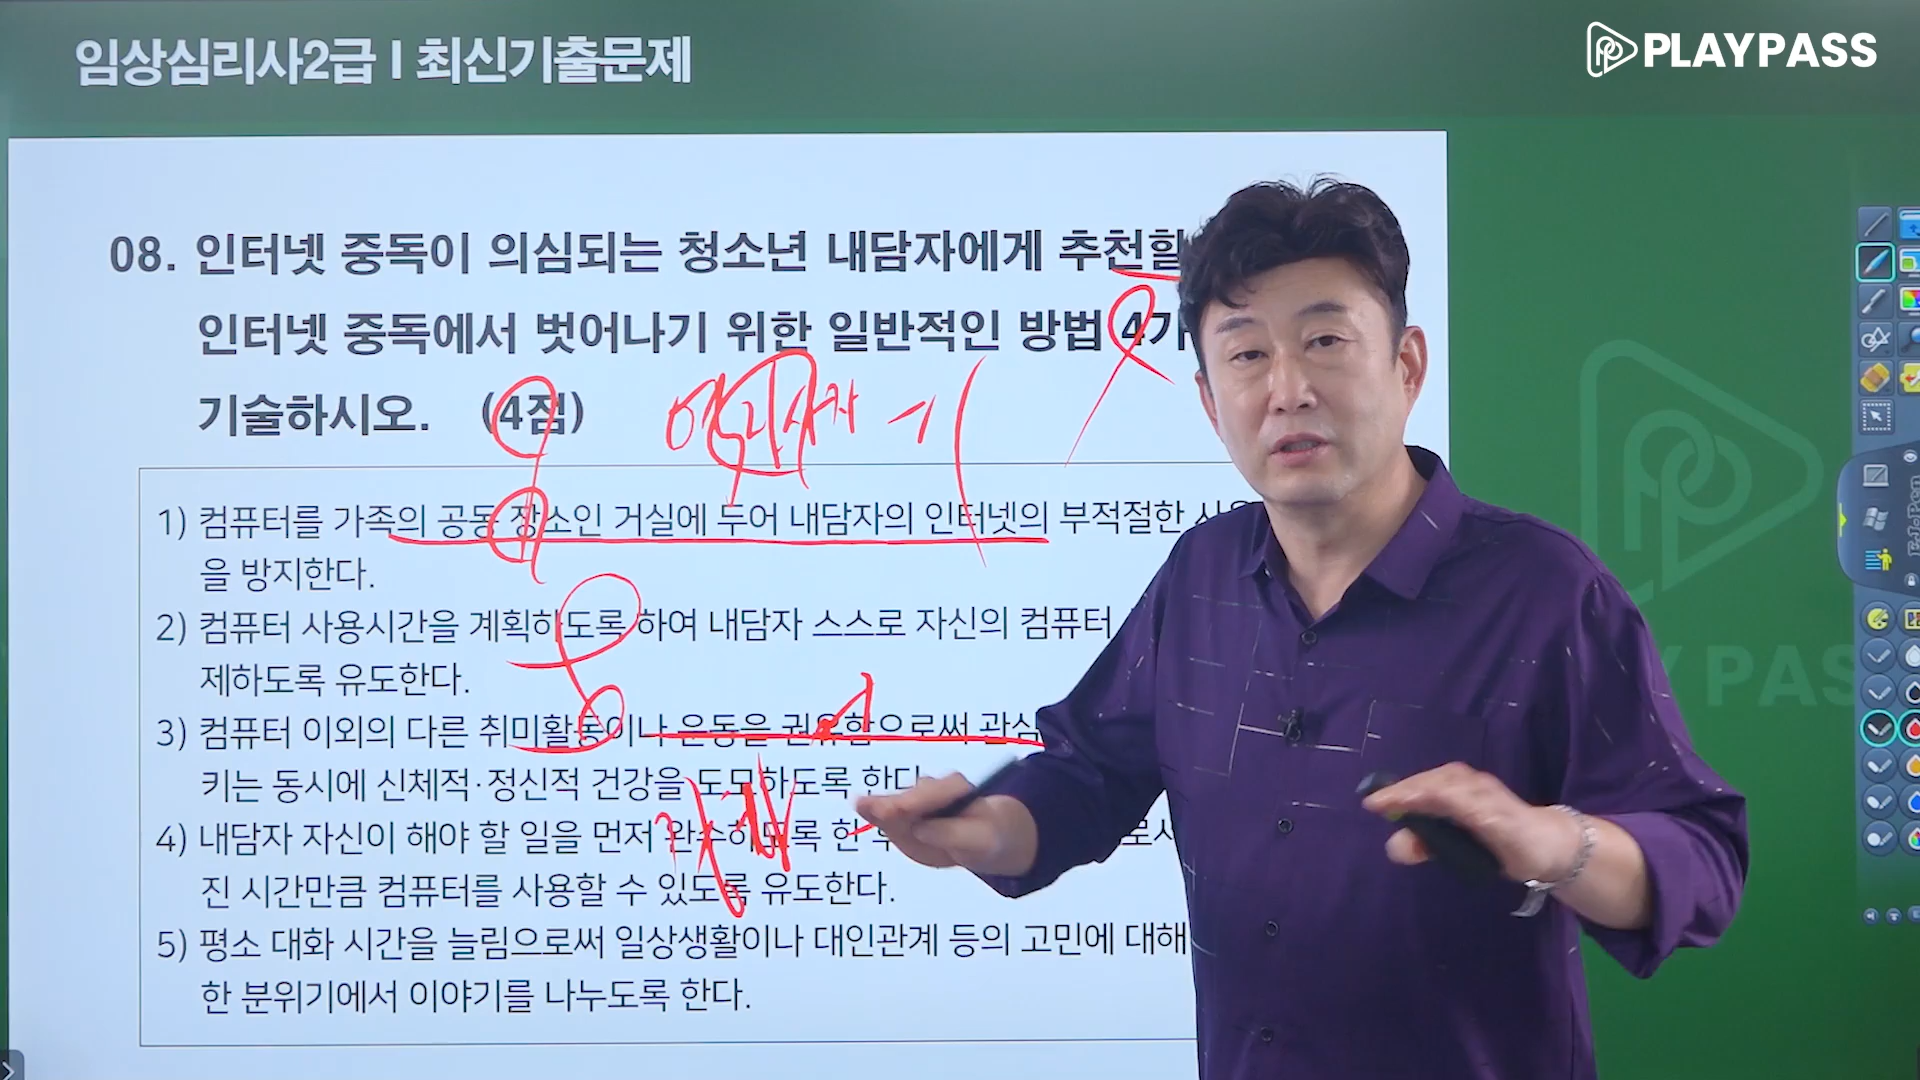 임상심리사2급 I 최신기출문제
PLAYPASS
08. 인터넷 중독이 의심되는 청소년 내담자에게 추천할
인터넷 중독에서 벗어나기 위한 일반적인 방법 4가
기술하시오. (4점)
1) 컴퓨터를 가족의 공동 장소인 거실에 두어 내담자의 인터넷의 부적절한
을 방지한다.
2) 컴퓨터 사용시간을 계획하도록 하여 내담자 스스로 자신의 컴퓨터
제하도록 유도한다.
3) 컴퓨터 이외의 다른 취미활동이나 운동을 권유함으로써 관심
키는 동시에 신체적·정신적 건강을 도모하도록 한다
4) 내담자 자신이 해야 할 일을 먼저 완수하도록 한
진 시간만큼 컴퓨터를 사용할 수 있도록 유도한다.
5) 평소 대화 시간을 늘림으로써 일상생활이나 대인관계 등의 고민에 대해
한 분위기에서 이야기를 나누도록 한다.
PLAY PASS